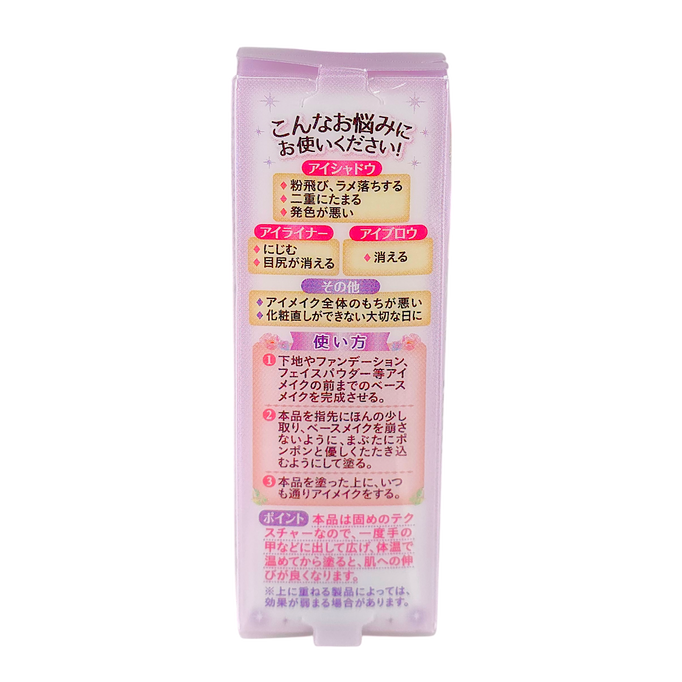 こんなお悩みに
お使いください!
アイシャドウ
♦粉飛び、ラメ落ちする
♦二重にたまる
♦発色が悪い
アイライナー
♦にじむ
♦目尻が消える
アイブロウ
♦消える
その他
♦アイメイク全体のもちが悪い
♦化粧直しができない大切な日に
使い方
1 下地やファンデーション、
フェイスパウダー等アイ
メイクの前までのベース
メイクを完成させる。
2 本品を指先にほんの少し
取り、ベースメイクを崩さ
ないように、まぶたにポ
ンポンと優しくたたき込
むようにして塗る。
3 本品を塗った上に、いつ
も通りアイメイクをする。
ポイント 本品は固めのテク
スチャーなので、一度手の
甲などに出して広げ、体温で
温めてから塗ると、肌への伸
びが良くなります。
※上に重ねる製品によっては、
効果が弱まる場合があります。